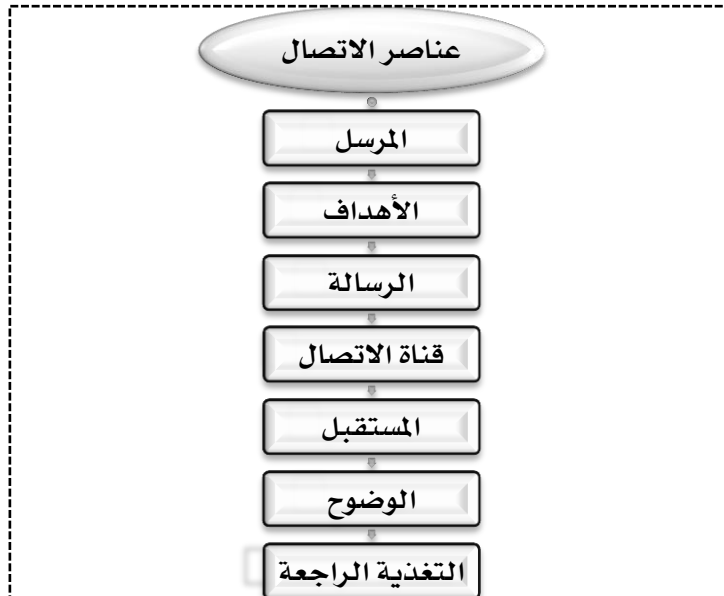 عناصر الاتصال
المرسل
الأهداف
الرسالة
قناة الاتصال
المستقبل
الوضوح
التغذية الراجعة